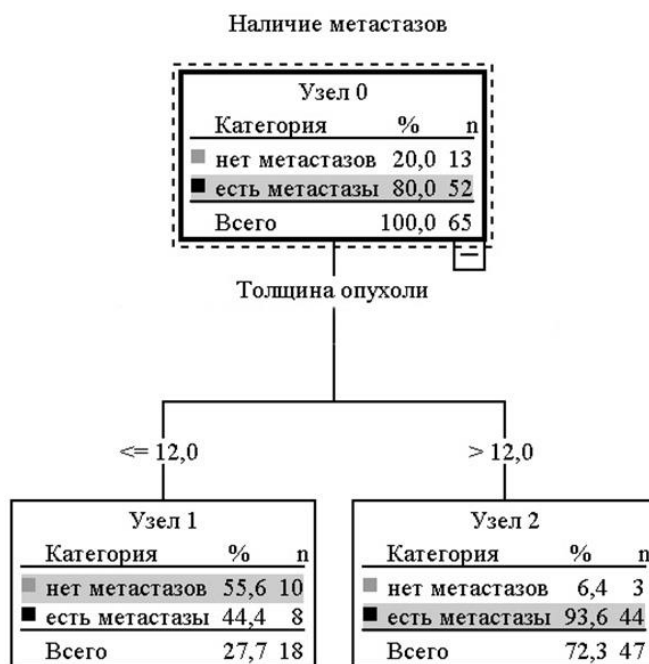 Наличие метастазов
Узел 0
Категория % n
нет метастазов 20,0 13
есть метастазы 80,0 52
Всего 100,0 65
Толщина опухоли
<= 12,0
> 12,0
Узел 1
Категория % n
нет метастазов 55,6 10
есть метастазы 44,4 8
Всего 27,7 18
Узел 2
Категория % n
нет метастазов 6,4 3
есть метастазы 93,6 44
Всего 72,3 47